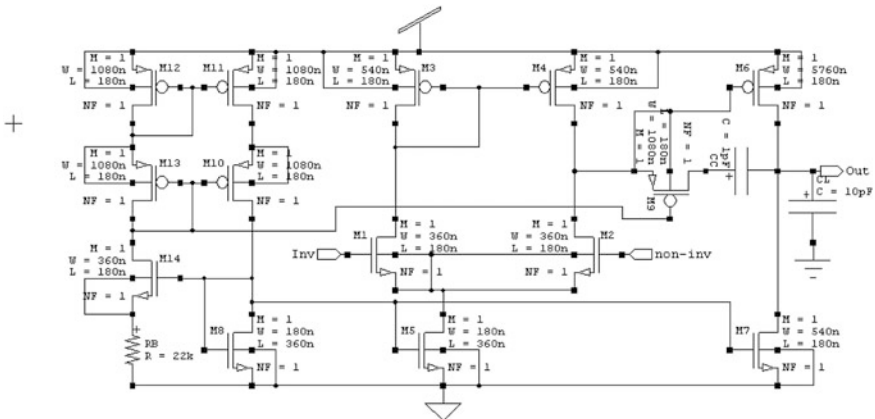 M = 1
W = 1080n
L = 180n
M12
NF = 1
M11
M = 1
W = 1080n
L = 180n
NF = 1
M = 1
W = 540n
L = 180n
M3
NF = 1
M4
M = 1
W = 540n
L = 180n
NF = 1
M6
M = 1
W = 5760n
L = 180n
NF = 1
M = 1
W = 1080n
L = 180n
M13
NF = 1
M10
M = 1
W = 1080n
L = 180n
NF = 1
M = 1
W = 1080n
L = 180n
NF = 1
M9
C = 1pF
CC
+
Out
CL
C = 10pF
+
M = 1
W = 360n
L = 180n
M14
NF = 1
Inv
M1
M = 1
W = 360n
L = 180n
NF = 1
M = 1
W = 360n
L = 180n
M2
NF = 1
non-inv
+
RB
R = 22k
M8
M = 1
W = 180n
L = 360n
NF = 1
M5
M = 1
W = 180n
L = 360n
NF = 1
M7
M = 1
W = 540n
L = 180n
NF = 1